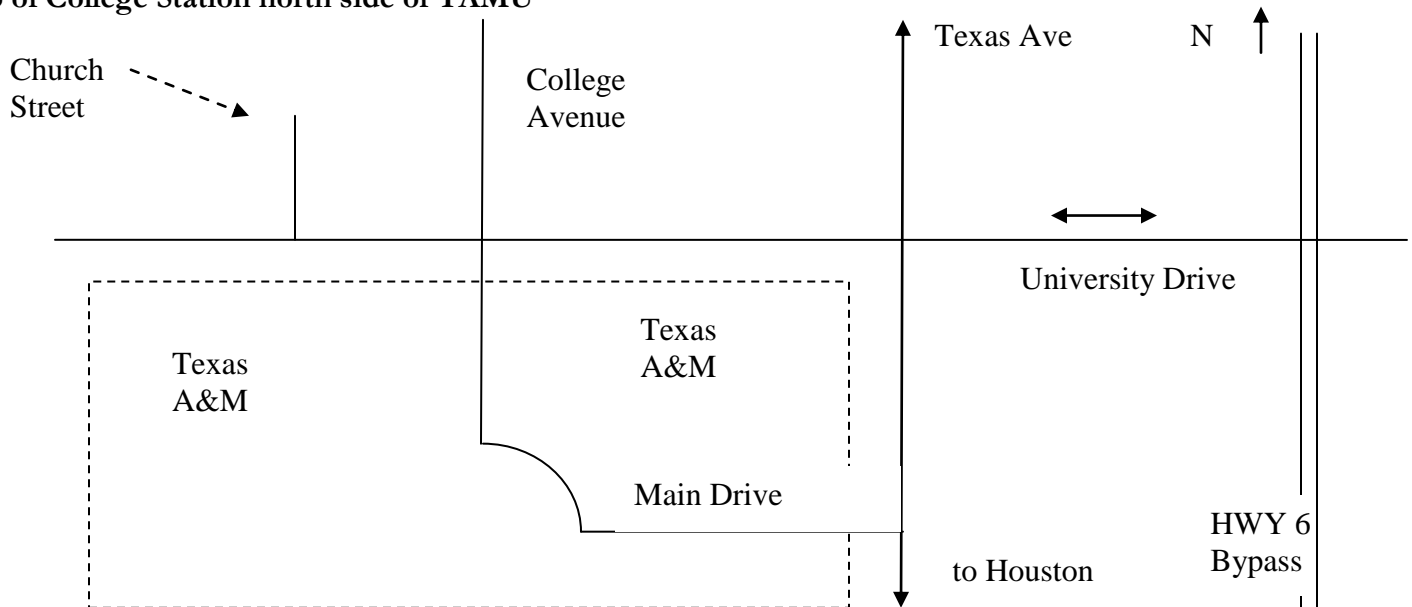 of College Station north side of TAMU
Texas Ave
N
Church
Street
College
Avenue
University Drive
Texas
A&M
Texas
A&M
Main Drive
HWY 6
Bypass
to Houston